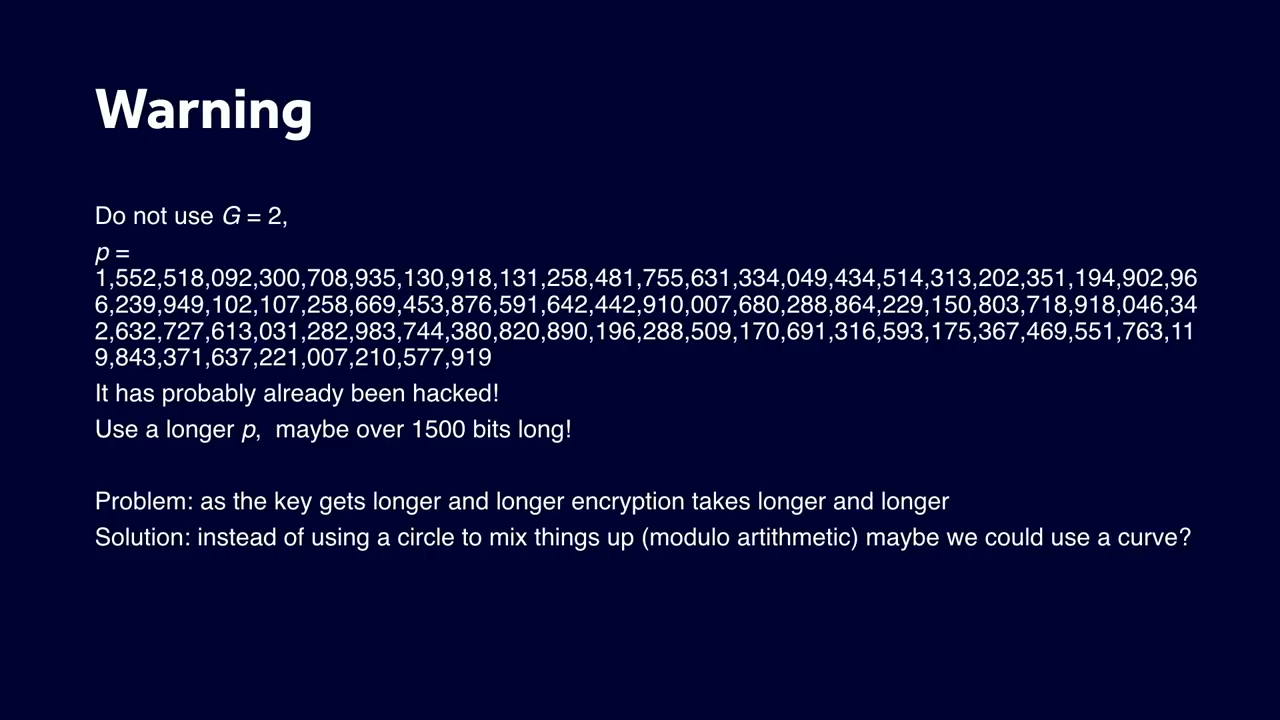 Warning
Do not use G = 2,
p =
1,552,518,092,300,708,935,130,918,131,258,481,755,631,334,049,434,514,313,202,351,194,902,96
6,239,949,102,107,258,669,453,876,591,642,442,910,007,680,288,864,229,150,803,718,918,046,34
2,632,727,613,031,282,983,744,380,820,890,196,288,509,170,691,316,593,175,367,469,551,763,11
9,843,371,637,221,007,210,577,919
It has probably already been hacked!
Use a longer p,  maybe over 1500 bits long!
Problem: as the key gets longer and longer encryption takes longer and longer
Solution: instead of using a circle to mix things up (modulo artithmetic) maybe we could use a curve?